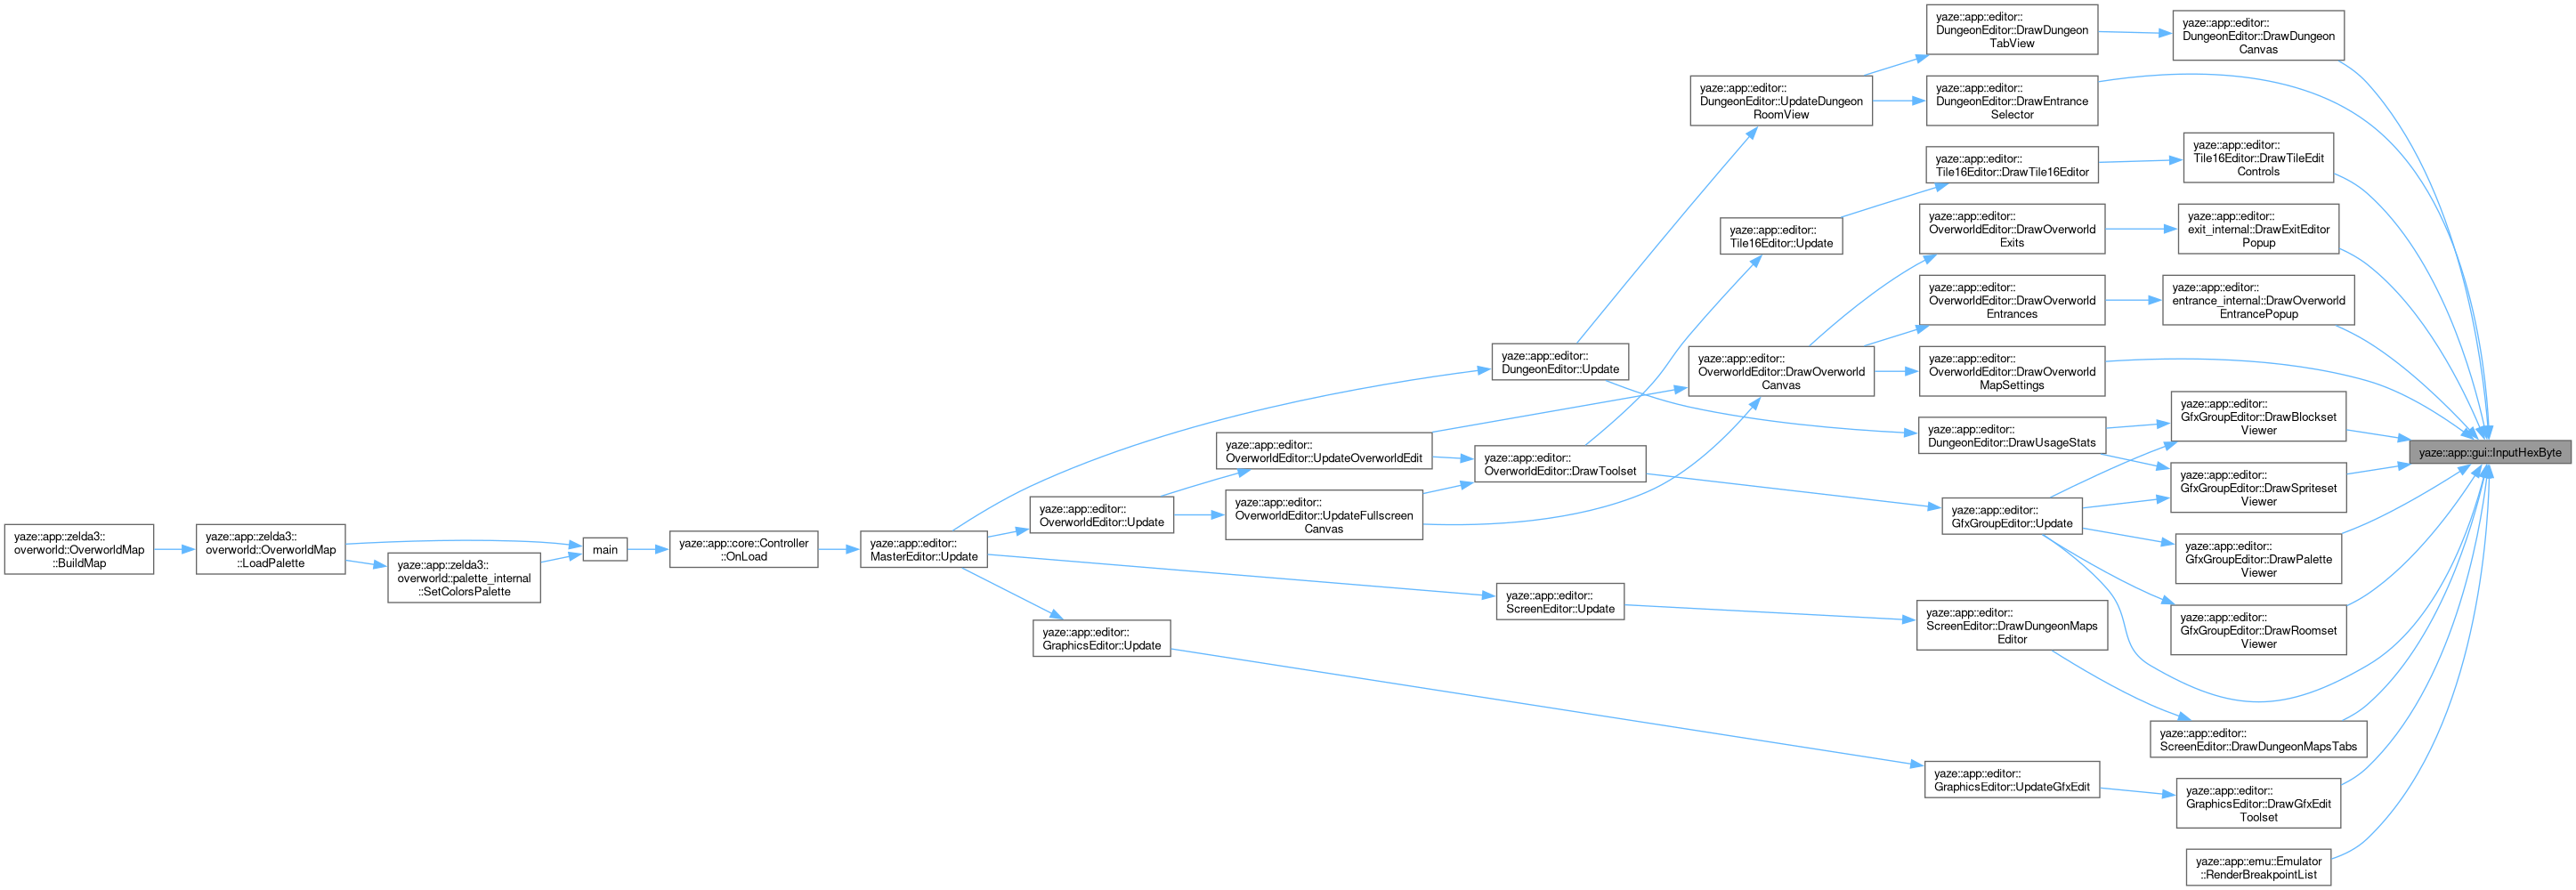 yaze::app::editor::
DungeonEditor::DrawDungeon
TabView
yaze::app::editor::
DungeonEditor::DrawDungeon
Canvas
yaze::app::editor::
DungeonEditor::UpdateDungeon
RoomView
yaze::app::editor::
DungeonEditor::DrawEntrance
Selector
yaze::app::editor::
Tile16Editor::DrawTile16Editor
yaze::app::editor::
Tile16Editor::DrawTileEdit
Controls
yaze::app::editor::
Tile16Editor::Update
yaze::app::editor::
OverworldEditor::DrawOverworld
Exits
yaze::app::editor::
exit_internal::DrawExitEditor
Popup
yaze::app::editor::
OverworldEditor::DrawOverworld
Entrances
yaze::app::editor::
entrance_internal::DrawOverworld
EntrancePopup
yaze::app::editor::
DungeonEditor::Update
yaze::app::editor::
OverworldEditor::DrawOverworld
Canvas
yaze::app::editor::
OverworldEditor::DrawOverworld
MapSettings
yaze::app::editor::
GfxGroupEditor::DrawBlockset
Viewer
yaze::app::editor::
DungeonEditor::DrawUsageStats
yaze::app::gui::InputHexByte
yaze::app::editor::
OverworldEditor::UpdateOverworldEdit
yaze::app::editor::
OverworldEditor::DrawToolset
yaze::app::editor::
GfxGroupEditor::DrawSpriteset
Viewer
yaze::app::editor::
OverworldEditor::Update
yaze::app::editor::
OverworldEditor::UpdateFullscreen
Canvas
yaze::app::editor::
GfxGroupEditor::Update
yaze::app::zelda3::
overworld::OverworldMap
::BuildMap
yaze::app::zelda3::
overworld::OverworldMap
::LoadPalette
main
yaze::app::core::Controller
::OnLoad
yaze::app::editor::
MasterEditor::Update
yaze::app::editor::
GfxGroupEditor::DrawPalette
Viewer
yaze::app::zelda3::
overworld::palette_internal
::SetColorsPalette
yaze::app::editor::
ScreenEditor::Update
yaze::app::editor::
ScreenEditor::DrawDungeonMaps
Editor
yaze::app::editor::
GfxGroupEditor::DrawRoomset
Viewer
yaze::app::editor::
GraphicsEditor::Update
yaze::app::editor::
ScreenEditor::DrawDungeonMapsTabs
yaze::app::editor::
GraphicsEditor::UpdateGfxEdit
yaze::app::editor::
GraphicsEditor::DrawGfxEdit
Toolset
yaze::app::emu::Emulator
::RenderBreakpointList